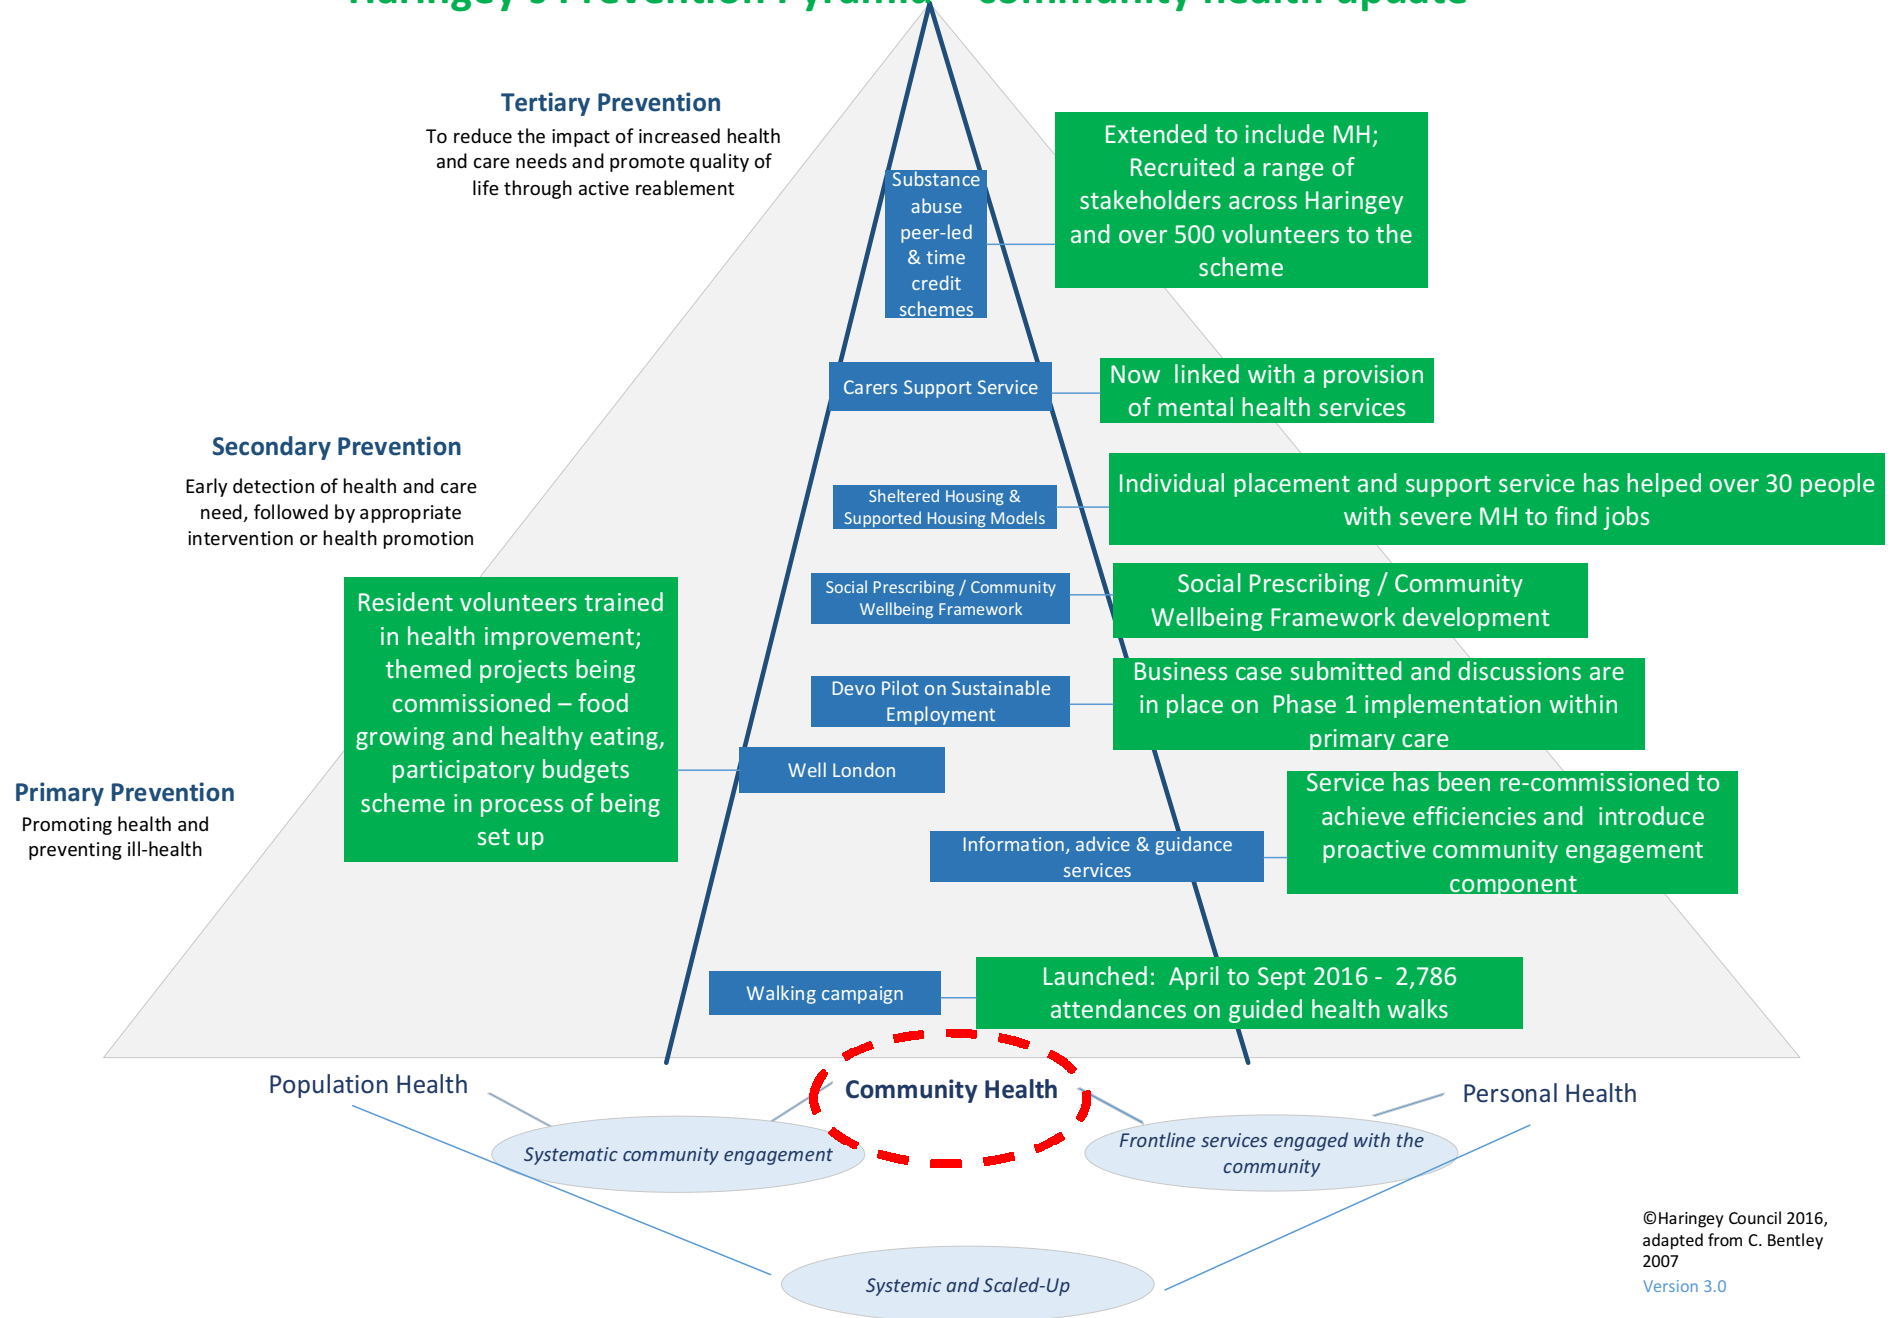 Haringey's Prevention Pyramid – community health update
Tertiary Prevention
To reduce the impact of increased health
and care needs and promote quality of
life through active reablement
Substance
abuse
peer-led
& time
credit
schemes
Extended to include MH;
Recruited a range of
stakeholders across Haringey
and over 500 volunteers to the
scheme
Carers Support Service
Now linked with a provision
of mental health services
Secondary Prevention
Early detection of health and care
need, followed by appropriate
intervention or health promotion
Sheltered Housing &
Supported Housing Models
Individual placement and support service has helped over 30 people
with severe MH to find jobs
Social Prescribing / Community
Wellbeing Framework
Social Prescribing / Community
Wellbeing Framework development
Resident volunteers trained
in health improvement;
themed projects being
commissioned – food
growing and healthy eating,
participatory budgets
scheme in process of being
set up
Devo Pilot on Sustainable
Employment
Business case submitted and discussions are
in place on Phase 1 implementation within
primary care
Well London
Primary Prevention
Promoting health and
preventing ill-health
Information, advice & guidance
services
Service has been re-commissioned to
achieve efficiencies and introduce
proactive community engagement
component
Walking campaign
Launched: April to Sept 2016 - 2,786
attendances on guided health walks
Population Health
Community Health
Personal Health
Systematic community engagement
Frontline services engaged with the
community
Systemic and Scaled-Up
©Haringey Council 2016,
adapted from C. Bentley
2007
Version 3.0